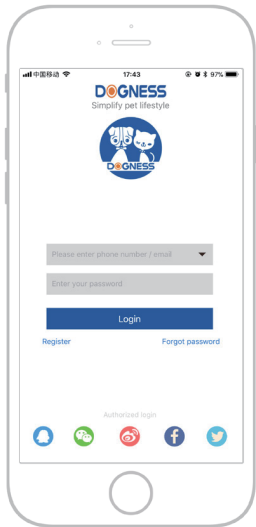 中国移动 17:43 97%
DOGNESS
Simplify pet lifestyle
DOGNESS
Please enter phone number / email
Enter your password
Login
Register Forgot password
Authorized login